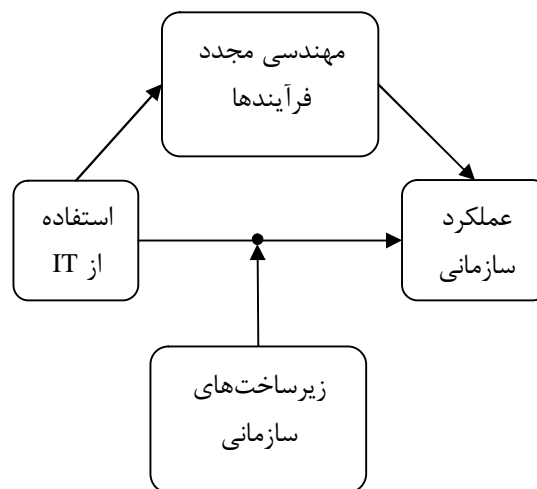 مهندسی مجدد
فرآیندها
استفاده
از IT
عملکرد
سازمانی
زیرساخت‌های
سازمانی